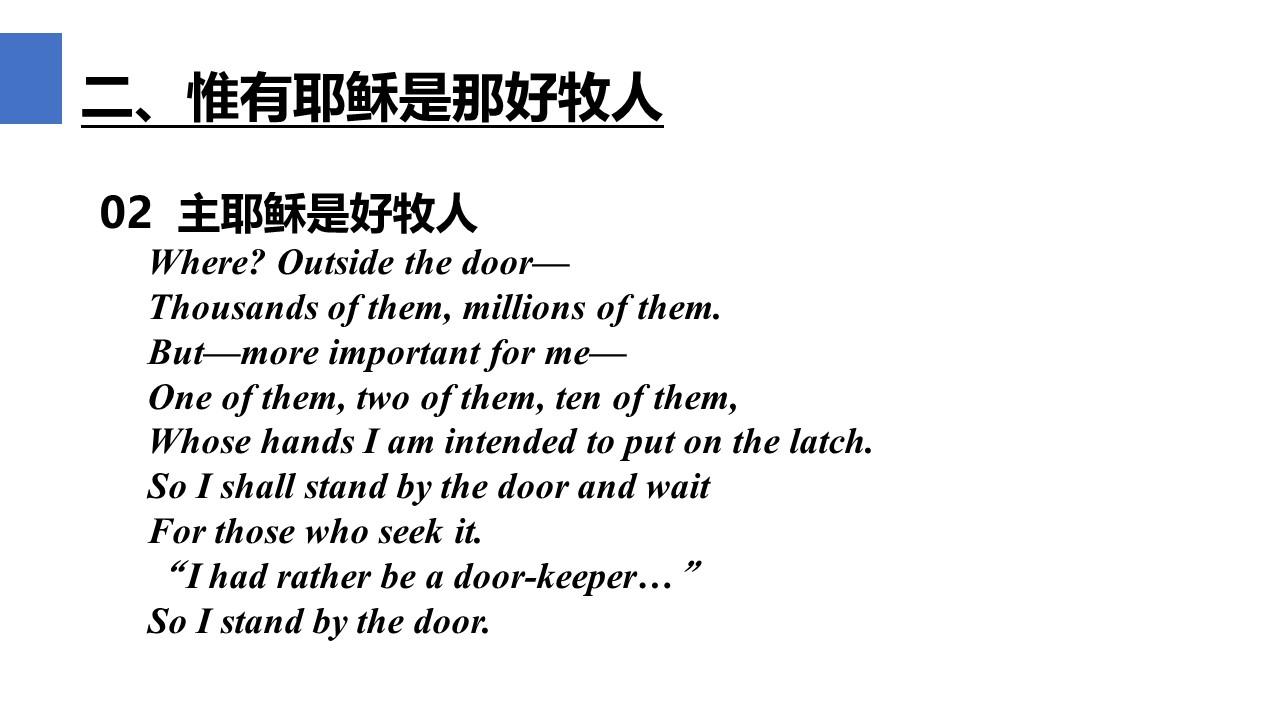 二、惟有耶稣是那好牧人
02 主耶稣是好牧人
Where? Outside the door—
Thousands of them, millions of them.
But—more important for me—
One of them, two of them, ten of them,
Whose hands I am intended to put on the latch.
So I shall stand by the door and wait
For those who seek it.
“I had rather be a door-keeper…”
So I stand by the door.